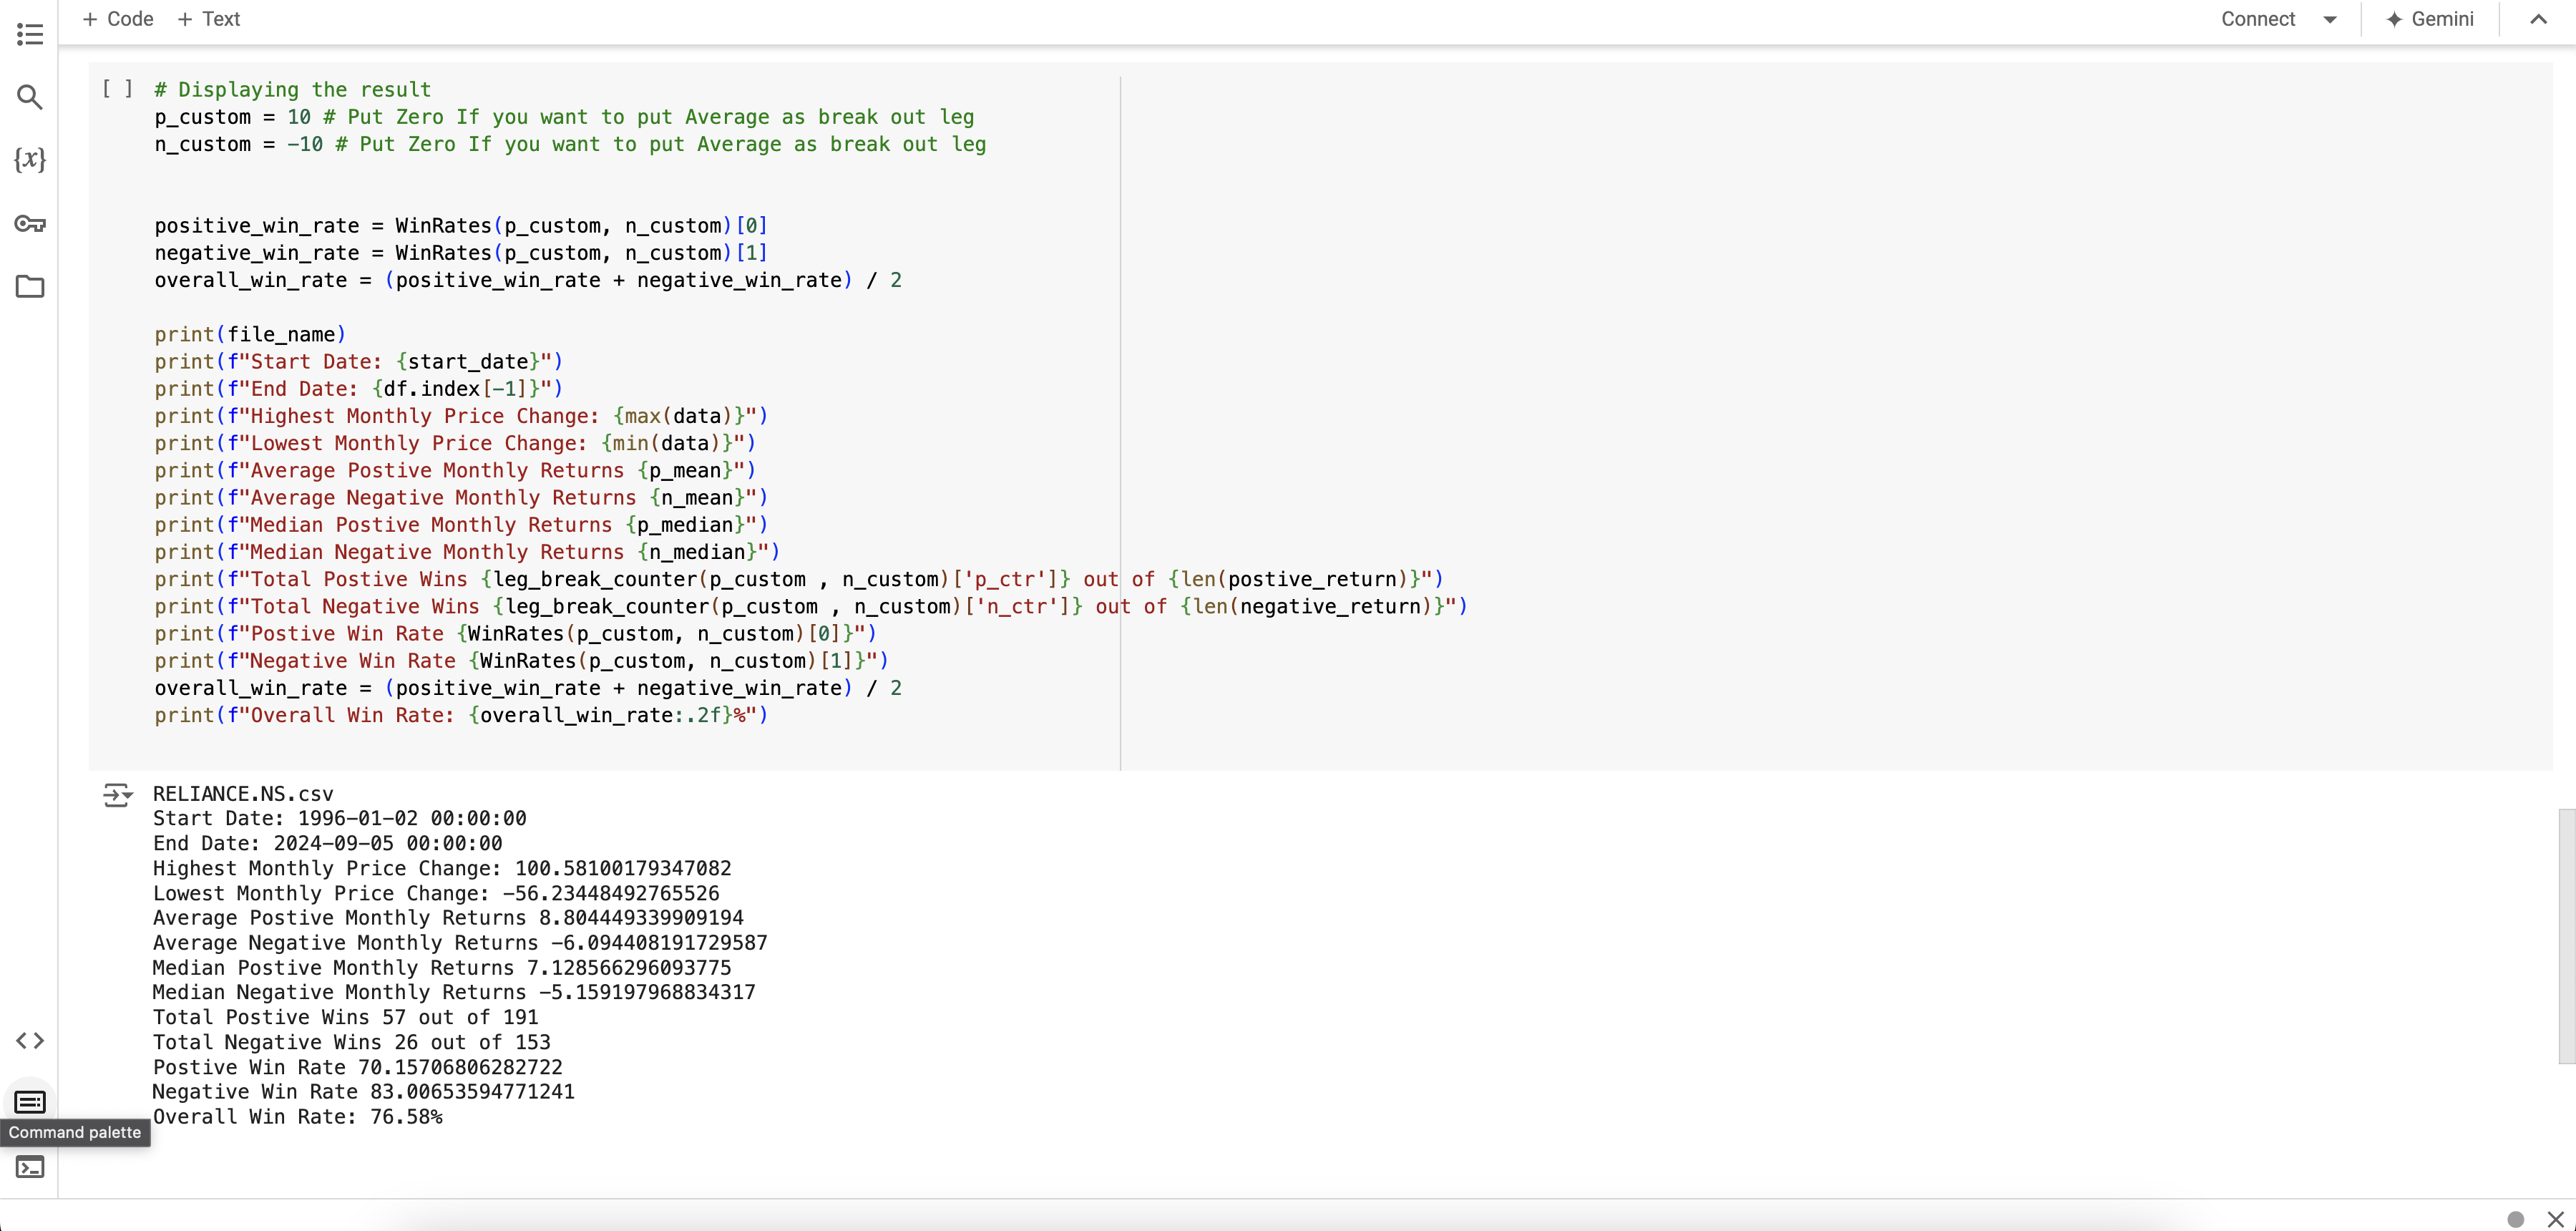 + Code + Text Connect Gemini
[ ] # Displaying the result
p_custom = 10 # Put Zero If you want to put Average as break out leg
n_custom = -10 # Put Zero If you want to put Average as break out leg
{x}
positive_win_rate = WinRates(p_custom, n_custom)[0]
negative_win_rate = WinRates(p_custom, n_custom)[1]
overall_win_rate = (positive_win_rate + negative_win_rate) / 2
print(file_name)
print(f"Start Date: {start_date}")
print(f"End Date: {df.index[-1]}")
print(f"Highest Monthly Price Change: {max(data)}")
print(f"Lowest Monthly Price Change: {min(data)}")
print(f"Average Postive Monthly Returns {p_mean}")
print(f"Average Negative Monthly Returns {n_mean}")
print(f"Median Postive Monthly Returns {p_median}")
print(f"Median Negative Monthly Returns {n_median}")
print(f"Total Postive Wins {leg_break_counter(p_custom , n_custom)['p_ctr']} out of {len(postive_return)}")
print(f"Total Negative Wins {leg_break_counter(p_custom , n_custom)['n_ctr']} out of {len(negative_return)}")
print(f"Postive Win Rate {WinRates(p_custom, n_custom)[0]}")
print(f"Negative Win Rate {WinRates(p_custom, n_custom)[1]}")
overall_win_rate = (positive_win_rate + negative_win_rate) / 2
print(f"Overall Win Rate: {overall_win_rate:.2f}%")
RELIANCE.NS.csv
Start Date: 1996-01-02 00:00:00
End Date: 2024-09-05 00:00:00
Highest Monthly Price Change: 100.58100179347082
Lowest Monthly Price Change: -56.23448492765526
Average Postive Monthly Returns 8.804449339909194
Average Negative Monthly Returns -6.094408191729587
Median Postive Monthly Returns 7.128566296093775
Median Negative Monthly Returns -5.159197968834317
Total Postive Wins 57 out of 191
Total Negative Wins 26 out of 153
Postive Win Rate 70.15706806282722
Negative Win Rate 83.00653594771241
Overall Win Rate: 76.58%
Command palette